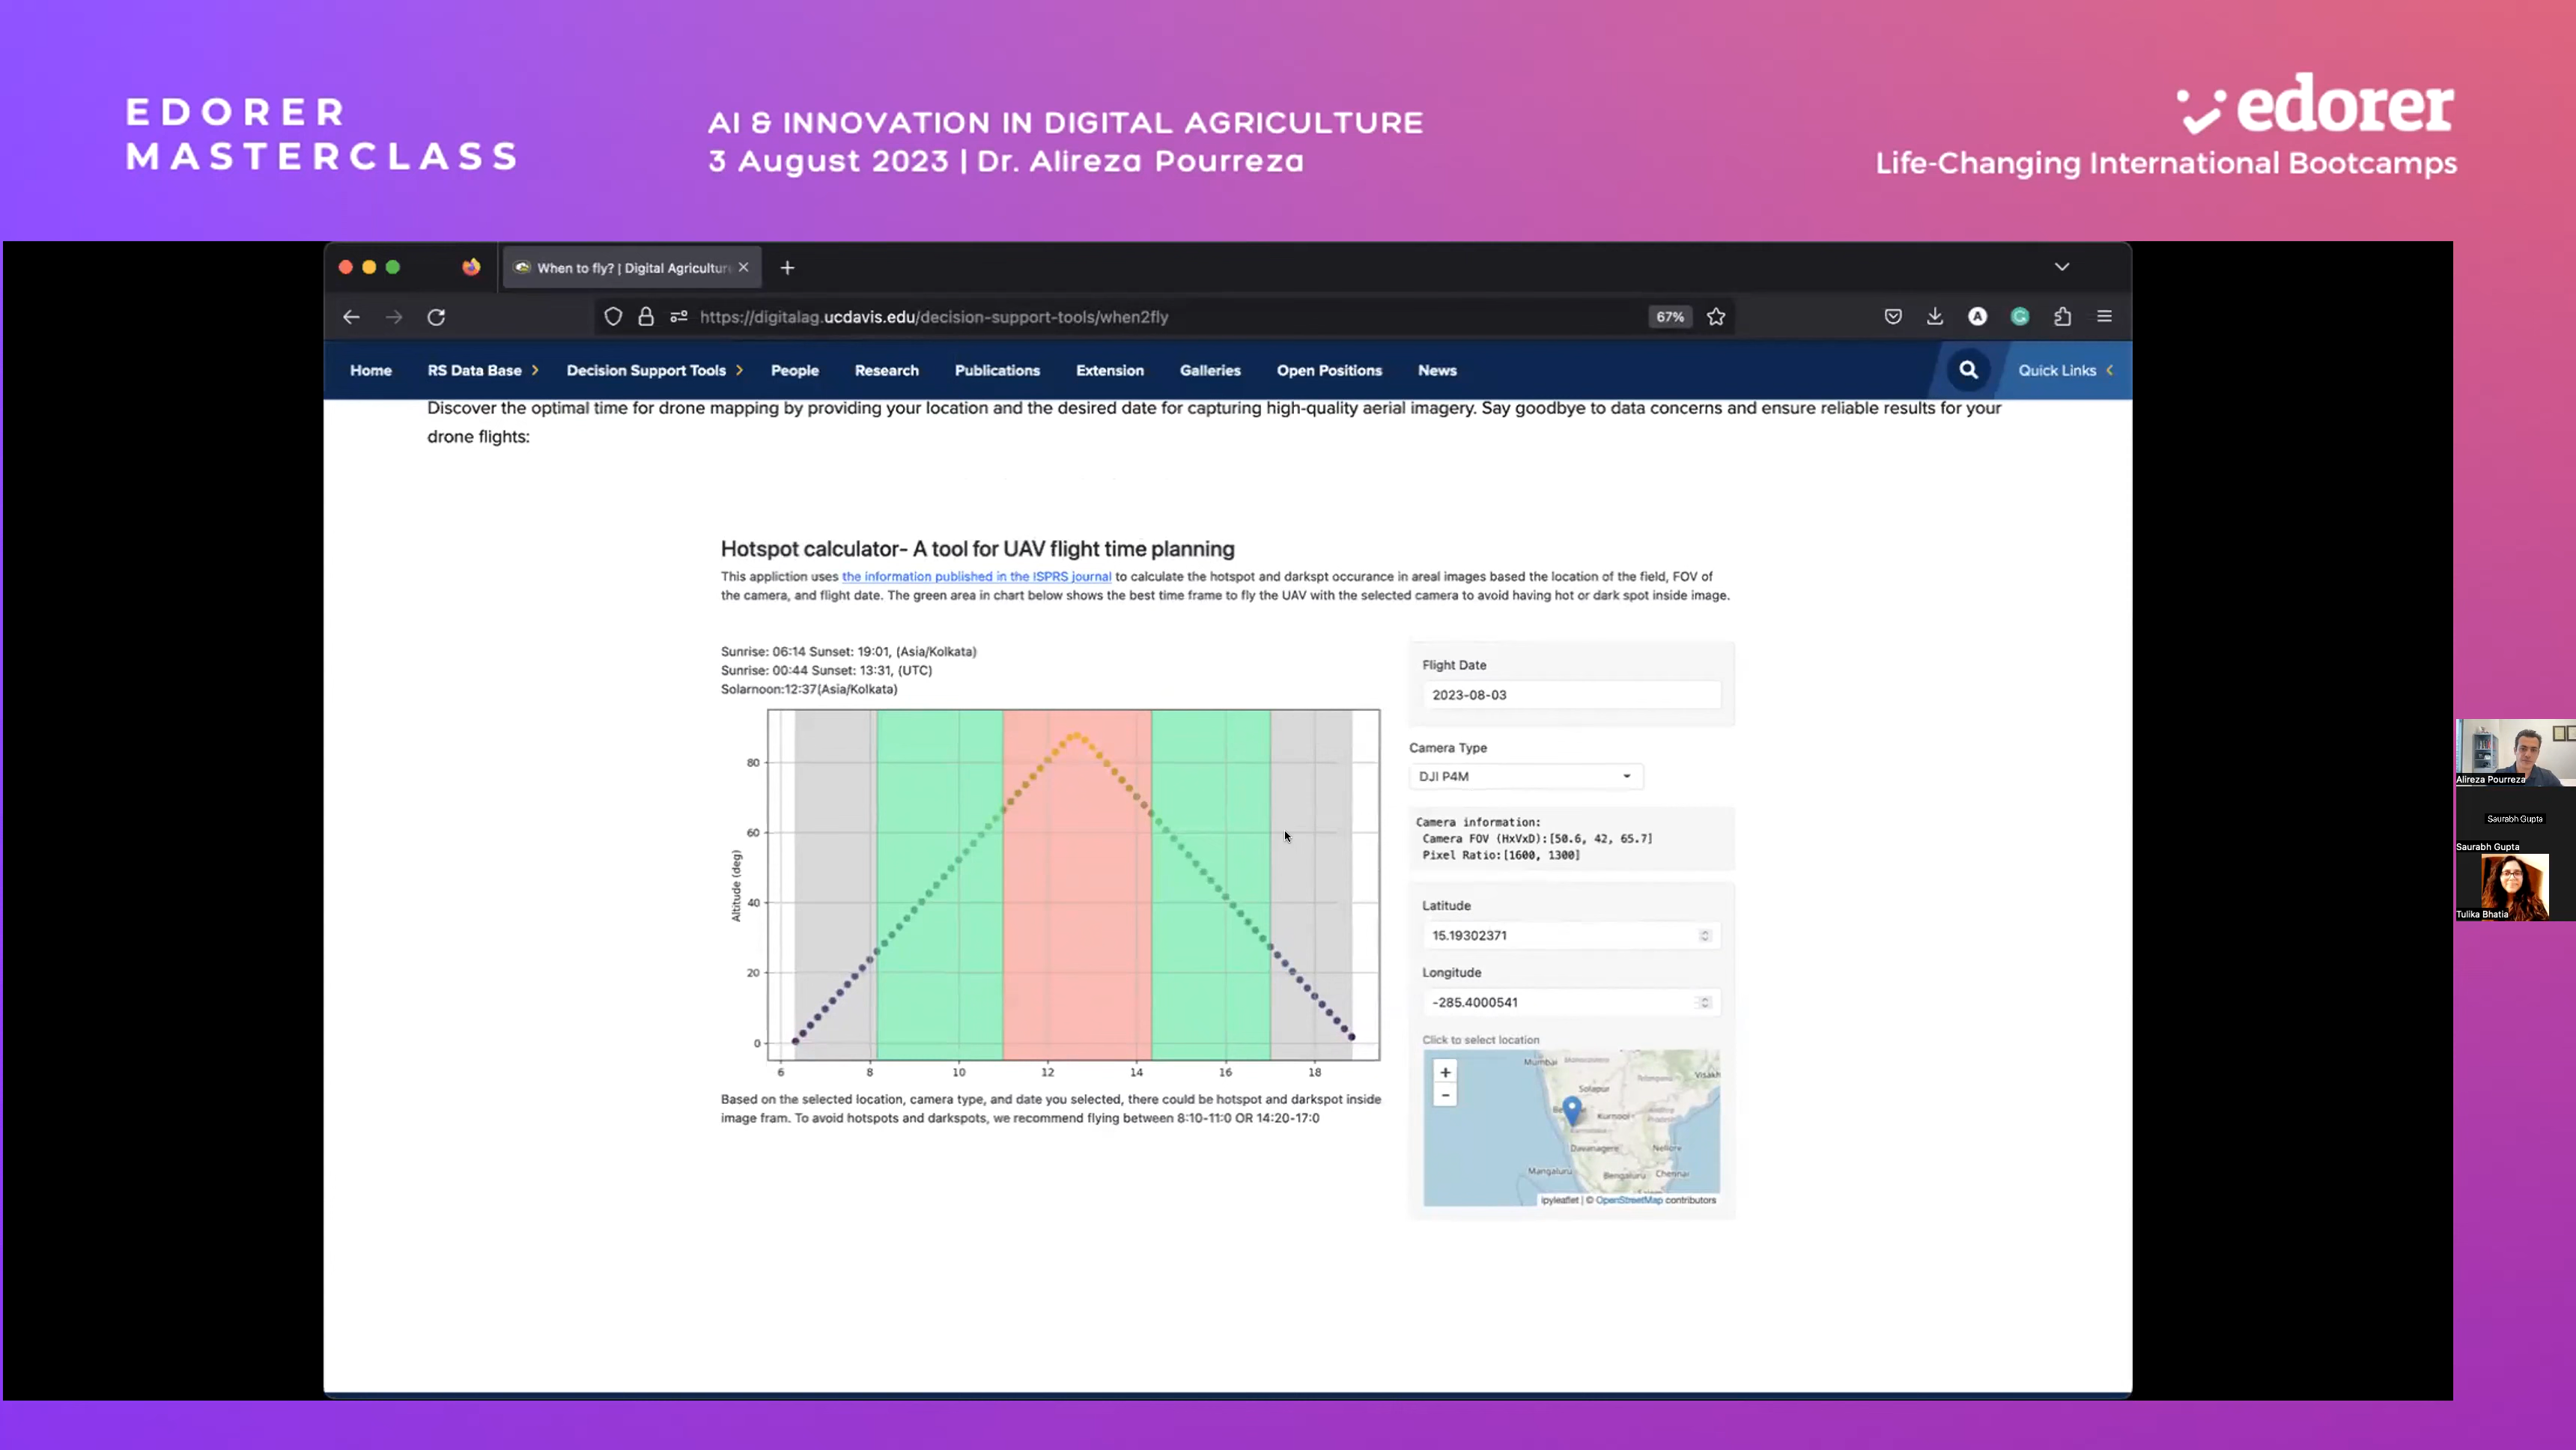 EDORER
MASTERCLASS
AI & INNOVATION IN DIGITAL AGRICULTURE
3 August 2023 | Dr. Alireza Pourreza
edorer
Life-Changing International Bootcamps
When to fly? | Digital Agricultur
https://digitalag.ucdavis.edu/decision-support-tools/when2fly
67%
A
Home RS Data Base Decision Support Tools People Research Publications Extension Galleries Open Positions News Quick Links
Discover the optimal time for drone mapping by providing your location and the desired date for capturing high-quality aerial imagery. Say goodbye to data concerns and ensure reliable results for your
drone flights:
Hotspot calculator- A tool for UAV flight time planning
This appliction uses the information published in the ISPRS journal to calculate the hotspot and darkspt occurance in areal images based the location of the field, FOV of
the camera, and flight date. The green area in chart below shows the best time frame to fly the UAV with the selected camera to avoid having hot or dark spot inside image.
Sunrise: 06:14 Sunset: 19:01, (Asia/Kolkata)
Sunrise: 00:44 Sunset: 13:31, (UTC)
Solarnoon:12:37(Asia/Kolkata)
Altitude (deg)
80
60
40
20
0
6 8 10 12 14 16 18
Based on the selected location, camera type, and date you selected, there could be hotspot and darkspot inside
image fram. To avoid hotspots and darkspots, we recommend flying between 8:10-11:0 OR 14:20-17:0
Flight Date
2023-08-03
Camera Type
DJI P4M
Camera information:
Camera FOV (HxVxD):[50.6, 42, 65.7]
Pixel Ratio:[1600, 1300]
Latitude
15.19302371
Longitude
-285.4000541
Click to select location
+
-
Mumbai
Solapur
Visakh
Kurnool
Davanagere
Nellore
Mangaluru
Bengaluru
Chennai
ipyleaflet | © OpenStreetMap contributors
Alireza Pourreza
Saurabh Gupta
Saurabh Gupta
Tulika Bhatia